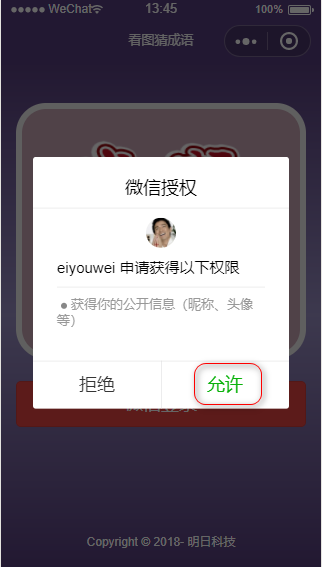 WeChat
13:45
100%
看图猜成语
微信授权
eiyouwei 申请获得以下权限
●获得你的公开信息（昵称、头像
等）
拒绝
允许
Copyright © 2018- 明日科技